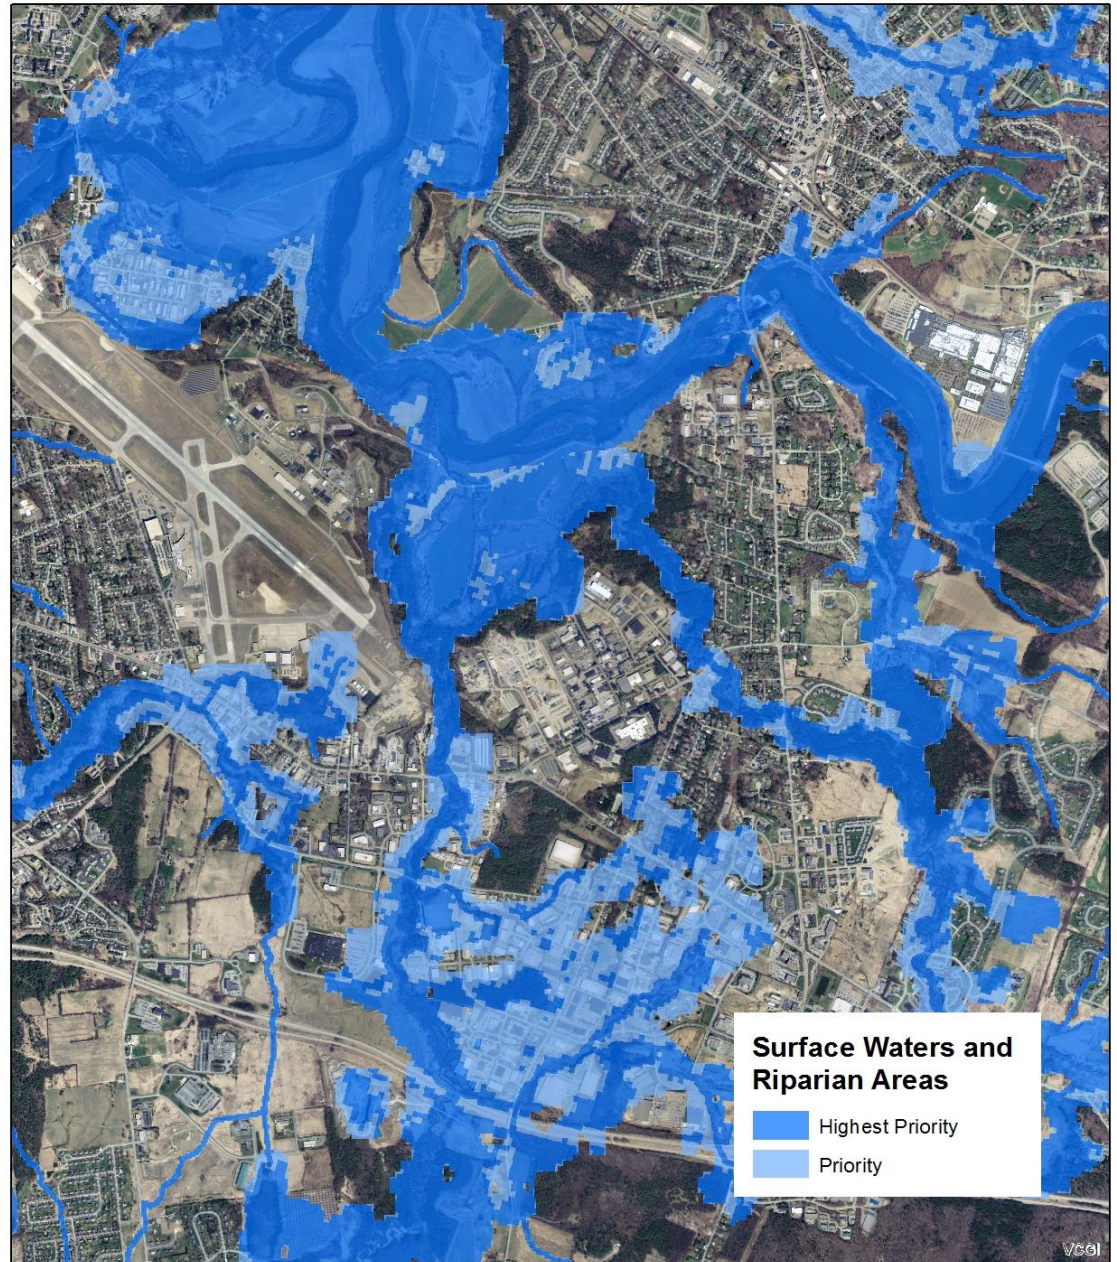 Surface Waters and
Riparian Areas
Highest Priority
Priority
VCGI